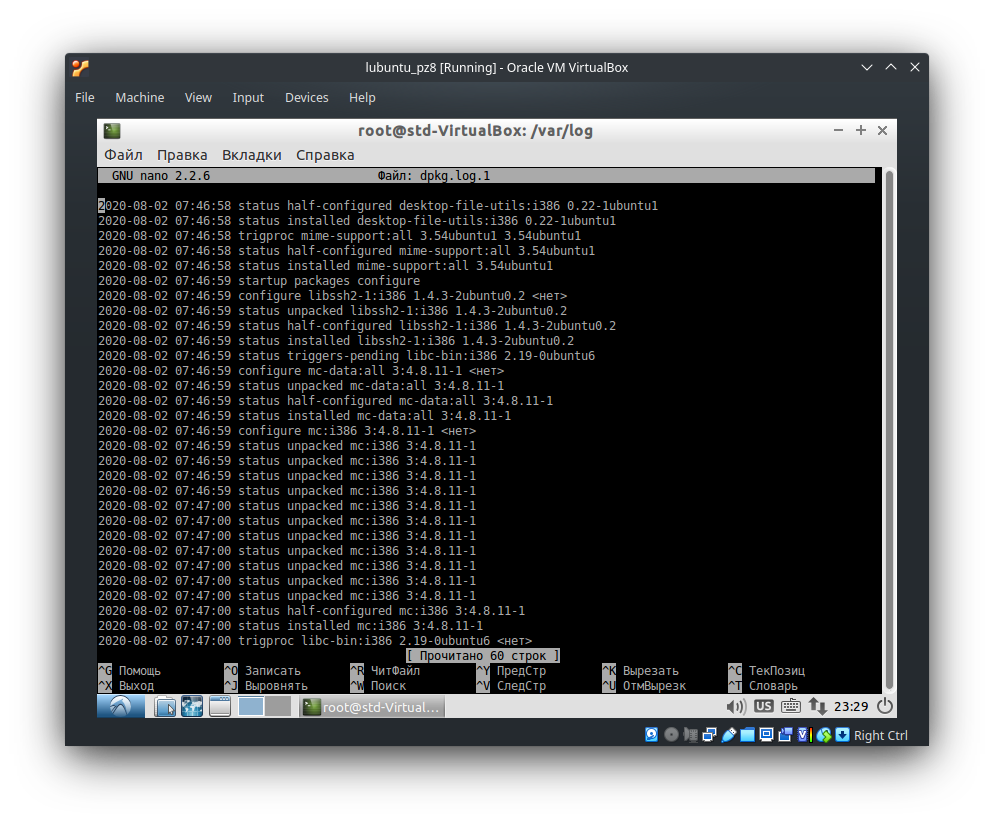 lubuntu_pz8 [Running] - Oracle VM VirtualBox
File Machine View Input Devices Help
root@std-VirtualBox: /var/log
Файл Правка Вкладки Справка
GNU nano 2.2.6 Файл: dpkg.log.1
2020-08-02 07:46:58 status half-configured desktop-file-utils:i386 0.22-1ubuntu1
2020-08-02 07:46:58 status installed desktop-file-utils:i386 0.22-1ubuntu1
2020-08-02 07:46:58 trigproc mime-support:all 3.54ubuntu1 3.54ubuntu1
2020-08-02 07:46:58 status half-configured mime-support:all 3.54ubuntu1
2020-08-02 07:46:58 status installed mime-support:all 3.54ubuntu1
2020-08-02 07:46:59 startup packages configure
2020-08-02 07:46:59 configure libssh2-1:i386 1.4.3-2ubuntu0.2 <нет>
2020-08-02 07:46:59 status unpacked libssh2-1:i386 1.4.3-2ubuntu0.2
2020-08-02 07:46:59 status half-configured libssh2-1:i386 1.4.3-2ubuntu0.2
2020-08-02 07:46:59 status installed libssh2-1:i386 1.4.3-2ubuntu0.2
2020-08-02 07:46:59 status triggers-pending libc-bin:i386 2.19-0ubuntu6
2020-08-02 07:46:59 configure mc-data:all 3:4.8.11-1 <нет>
2020-08-02 07:46:59 status unpacked mc-data:all 3:4.8.11-1
2020-08-02 07:46:59 status half-configured mc-data:all 3:4.8.11-1
2020-08-02 07:46:59 status installed mc-data:all 3:4.8.11-1
2020-08-02 07:46:59 configure mc:i386 3:4.8.11-1 <нет>
2020-08-02 07:46:59 status unpacked mc:i386 3:4.8.11-1
2020-08-02 07:46:59 status unpacked mc:i386 3:4.8.11-1
2020-08-02 07:46:59 status unpacked mc:i386 3:4.8.11-1
2020-08-02 07:46:59 status unpacked mc:i386 3:4.8.11-1
2020-08-02 07:47:00 status unpacked mc:i386 3:4.8.11-1
2020-08-02 07:47:00 status unpacked mc:i386 3:4.8.11-1
2020-08-02 07:47:00 status unpacked mc:i386 3:4.8.11-1
2020-08-02 07:47:00 status unpacked mc:i386 3:4.8.11-1
2020-08-02 07:47:00 status unpacked mc:i386 3:4.8.11-1
2020-08-02 07:47:00 status unpacked mc:i386 3:4.8.11-1
2020-08-02 07:47:00 status unpacked mc:i386 3:4.8.11-1
2020-08-02 07:47:00 status half-configured mc:i386 3:4.8.11-1
2020-08-02 07:47:00 status installed mc:i386 3:4.8.11-1
2020-08-02 07:47:00 trigproc libc-bin:i386 2.19-0ubuntu6 <нет>
[ Прочитано 60 строк ]
^G Помощь ^O Записать ^R ЧитФайл ^Y ПредСтр ^K Вырезать ^C ТекПозиц
^X Выход ^J Выровнять ^W Поиск ^V СледСтр ^U ОтмВырезк ^T Словарь
root@std-Virtual... US 23:29
Right Ctrl